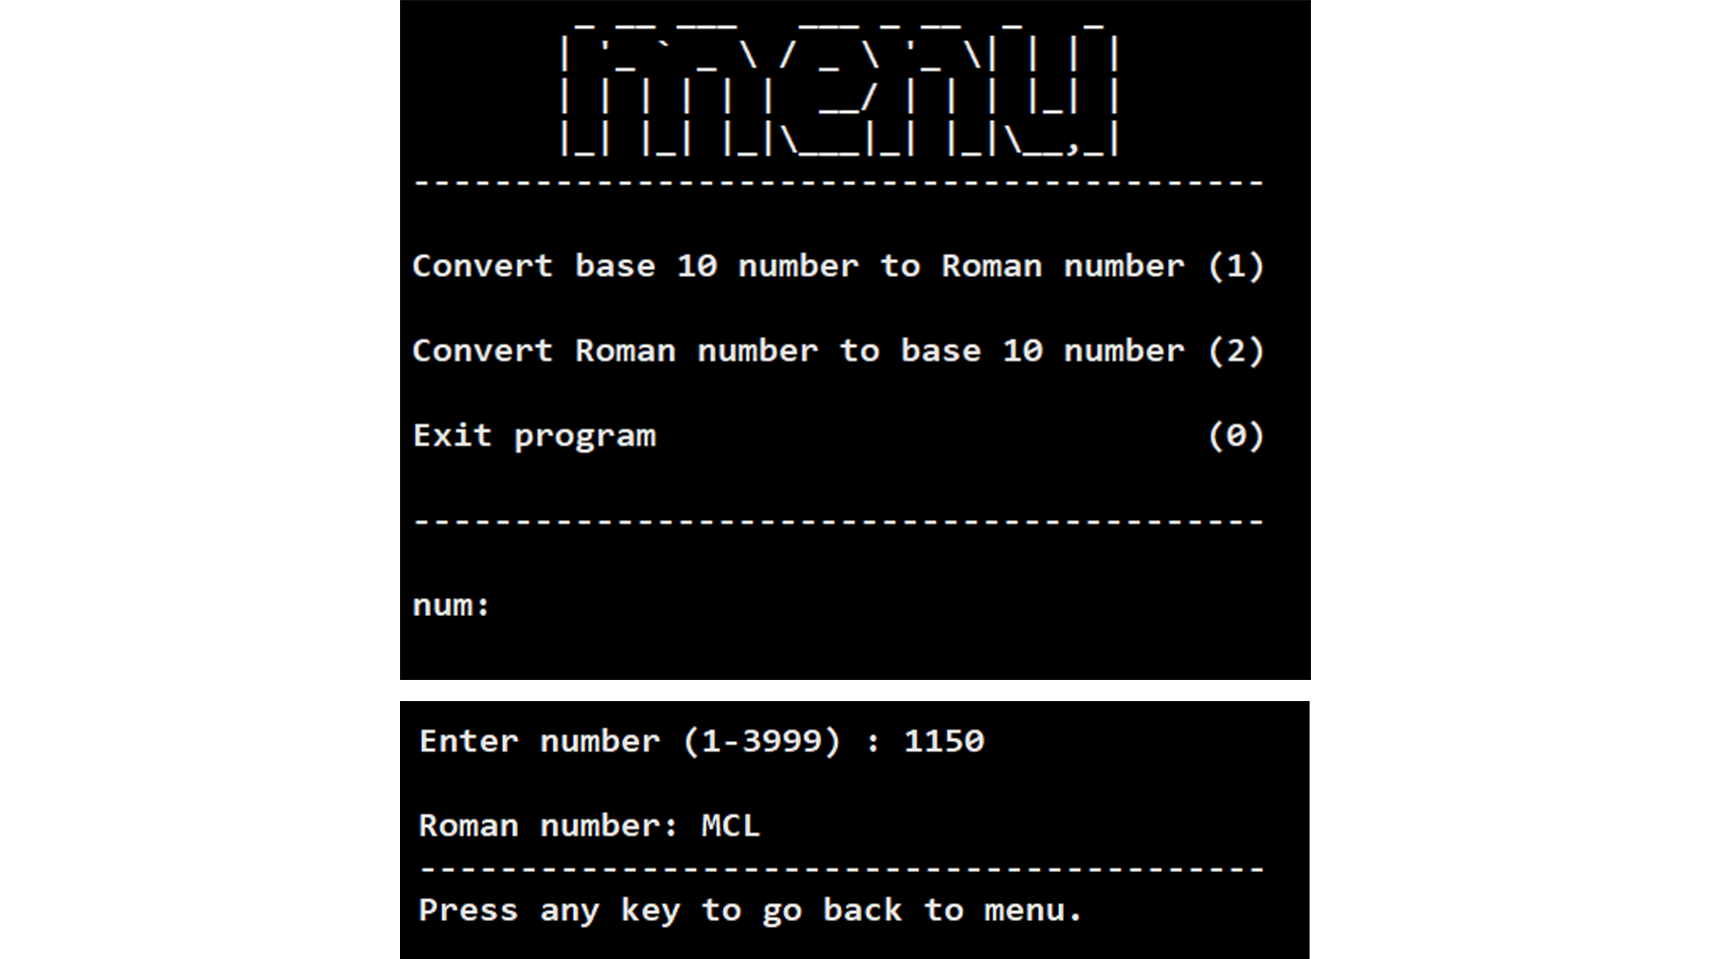 menu
------------------------------------------
Convert base 10 number to Roman number (1)
Convert Roman number to base 10 number (2)
Exit program                           (0)
------------------------------------------
num:
Enter number (1-3999) : 1150
Roman number: MCL
------------------------------------------
Press any key to go back to menu.